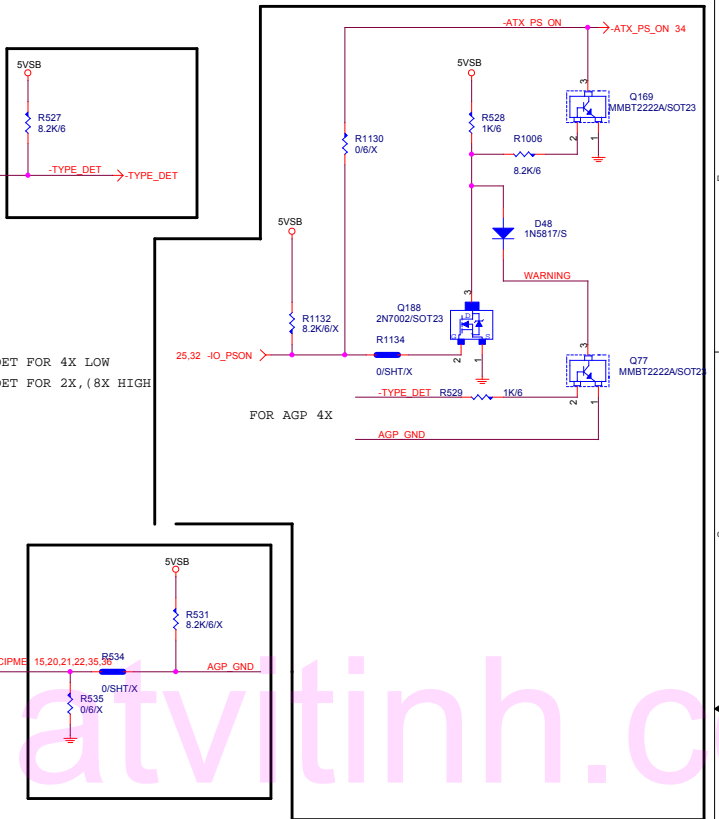 -ATX_PS_ON
-ATX_PS_ON 34
5VSB
R527
8.2K/6
-TYPE_DET
-TYPE_DET
5VSB
R528
1K/6
R1130
0/6/X
R1006
8.2K/6
3
Q169
MMBT2222A/SOT23
2
1
D48
1N5817/S
WARNING
5VSB
R1132
8.2K/6/X
25,32 -IO_PSON
R1134
0/SHT/X
3
Q188
2N7002/SOT23
D
G
S
2
1
3
Q77
MMBT2222A/SOT23
2
1
DET FOR 4X LOW
DET FOR 2X,(8X HIGH
-TYPE_DET
R529
1K/6
FOR AGP 4X
AGP_GND
5VSB
R531
8.2K/6/X
CIPME 15,20,21,22,35,36
R534
0/SHT/X
AGP_GND
R535
0/6/X
atvitinh.c